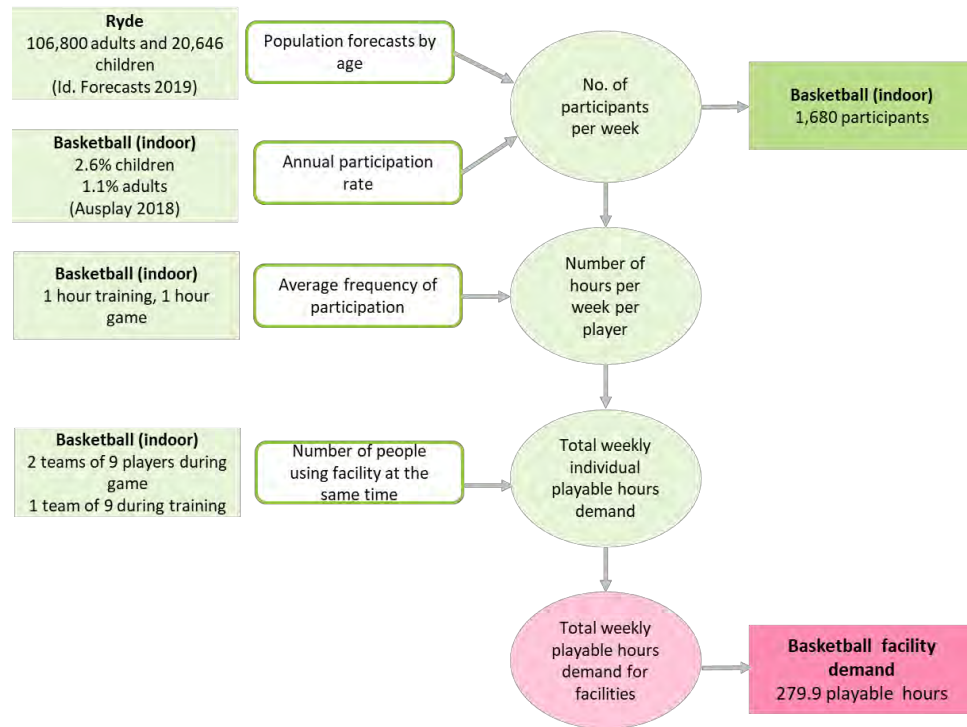 Ryde
106,800 adults and 20,646
children
(Id. Forecasts 2019)
Population forecasts by
age
No. of
participants
per week
Basketball (indoor)
1,680 participants
Basketball (indoor)
2.6% children
1.1% adults
(Ausplay 2018)
Annual participation
rate
Basketball (indoor)
1 hour training, 1 hour
game
Average frequency of
participation
Number of
hours per
week per
player
Basketball (indoor)
2 teams of 9 players during
game
1 team of 9 during training
Number of people
using facility at the
same time
Total weekly
individual
playable hours
demand
Total weekly
playable hours
demand for
facilities
Basketball facility
demand
279.9 playable hours